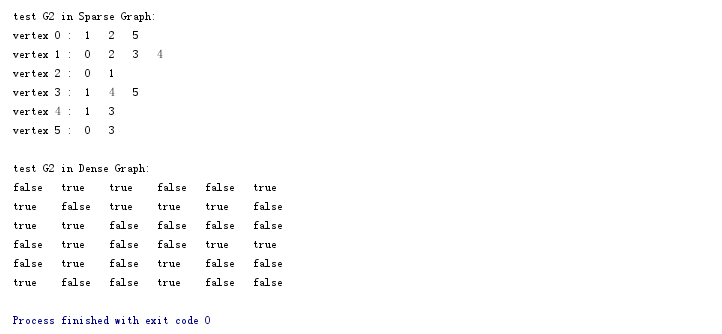 test G2 in Sparse Graph:
vertex 0 : 1 2 5
vertex 1 : 0 2 3 4
vertex 2 : 0 1
vertex 3 : 1 4 5
vertex 4 : 1 3
vertex 5 : 0 3
test G2 in Dense Graph:
false true true false false true
true false true true true false
true true false false false false
false true false false true true
false true false true false false
true false false true false false
Process finished with exit code 0